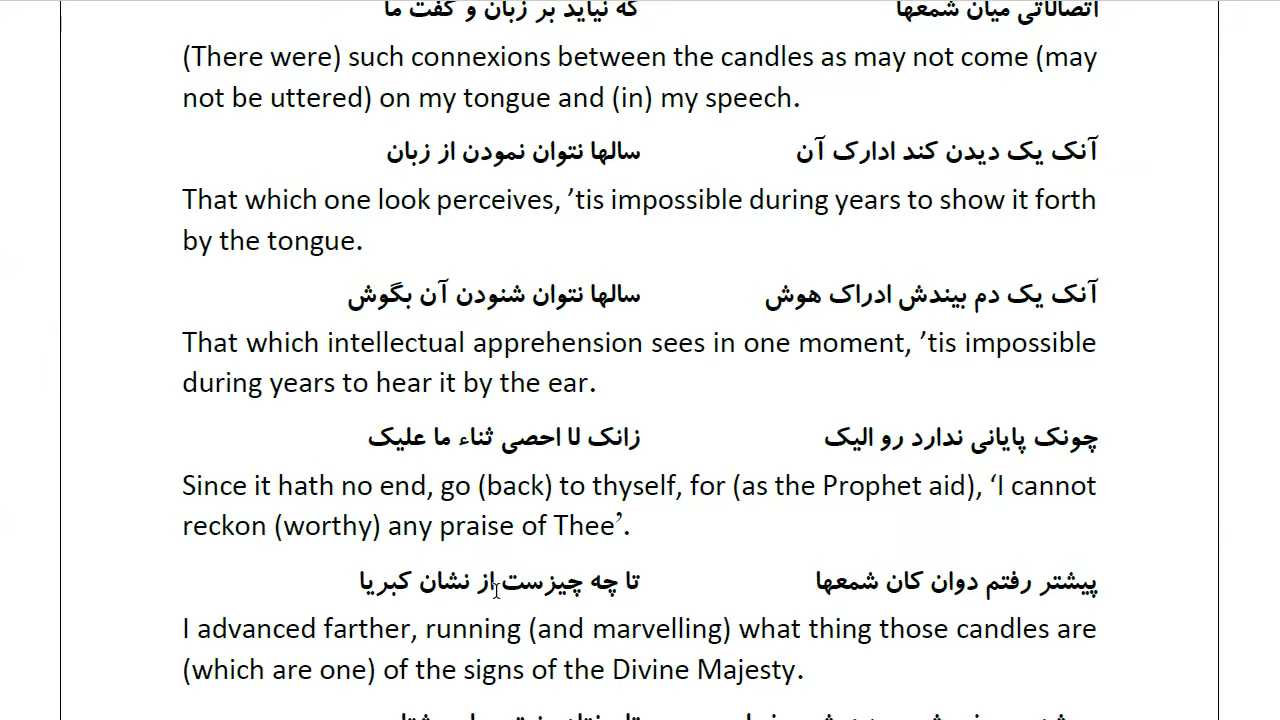 اتصالاتی میان شمعها که نیاید بر زبان و گفت ما
(There were) such connexions between the candles as may not come (may
not be uttered) on my tongue and (in) my speech.
آنک یک دیدن کند ادارک آن سالها نتوان نمودن از زبان
That which one look perceives, ’tis impossible during years to show it forth
by the tongue.
آنک یک دم بیندش ادراک هوش سالها نتوان شنودن آن بگوش
That which intellectual apprehension sees in one moment, ’tis impossible
during years to hear it by the ear.
چونک پایانی ندارد رو الیک زانک لا احصی ثناء ما علیک
Since it hath no end, go (back) to thyself, for (as the Prophet aid), ‘I cannot
reckon (worthy) any praise of Thee’.
پیشتر رفتم دوان کان شمعها تا چه چیزست از نشان کبریا
I advanced farther, running (and marvelling) what thing those candles are
(which are one) of the signs of the Divine Majesty.